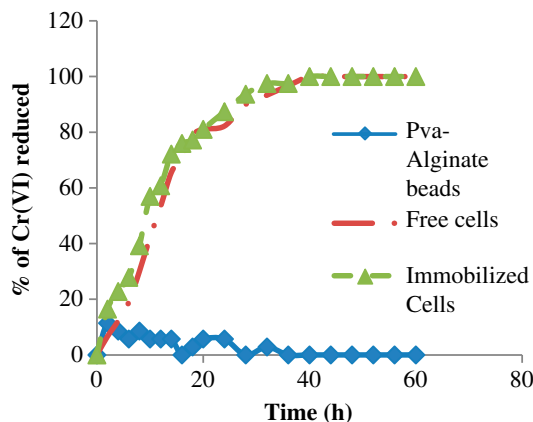 % of Cr(VI) reduced
120
100
80
60
40
20
0
0
20
40
60
80
Time (h)
Pva-
Alginate
beads
Free cells
Immobilized
Cells